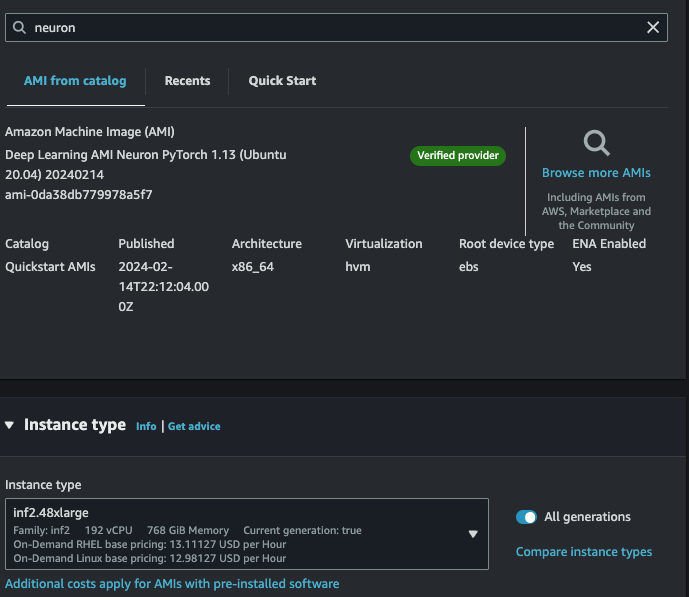 neuron
AMI from catalog
Recents
Quick Start
Amazon Machine Image (AMI)
Deep Learning AMI Neuron PyTorch 1.13 (Ubuntu
20.04) 20240214
ami-0da38db779978a5f7
Verified provider
Browse more AMIs
Including AMIs from
AWS, Marketplace and
the Community
Catalog
Published
Architecture
Virtualization
Root device type
ENA Enabled
Quickstart AMIs
2024-02-
14T22:12:04.00
0Z
x86_64
hvm
ebs
Yes
Instance type Info | Get advice
Instance type
inf2.48xlarge
Family: inf2 192 vCPU 768 GiB Memory Current generation: true
On-Demand RHEL base pricing: 13.11127 USD per Hour
On-Demand Linux base pricing: 12.98127 USD per Hour
All generations
Compare instance types
Additional costs apply for AMIs with pre-installed software